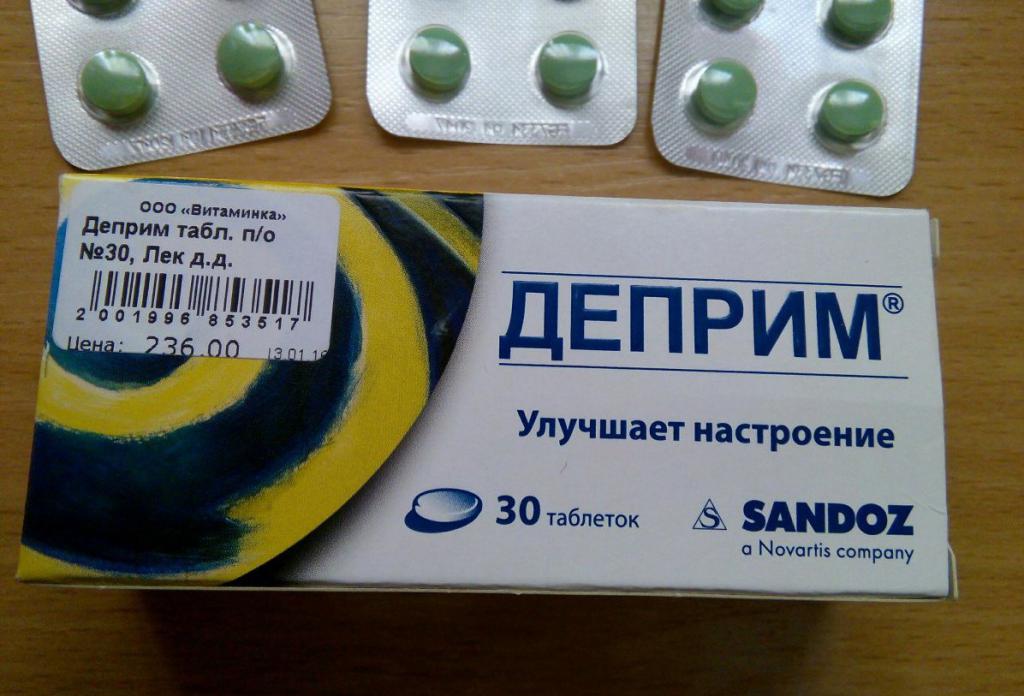 ООО «Витаминка»
Деприм табл. п/о
№30, Лек д.д.
2 001996 853517
Цена: 236.00
ДЕПРИМ®
Улучшает настроение
30 таблеток
SANDOZ
a Novartis company